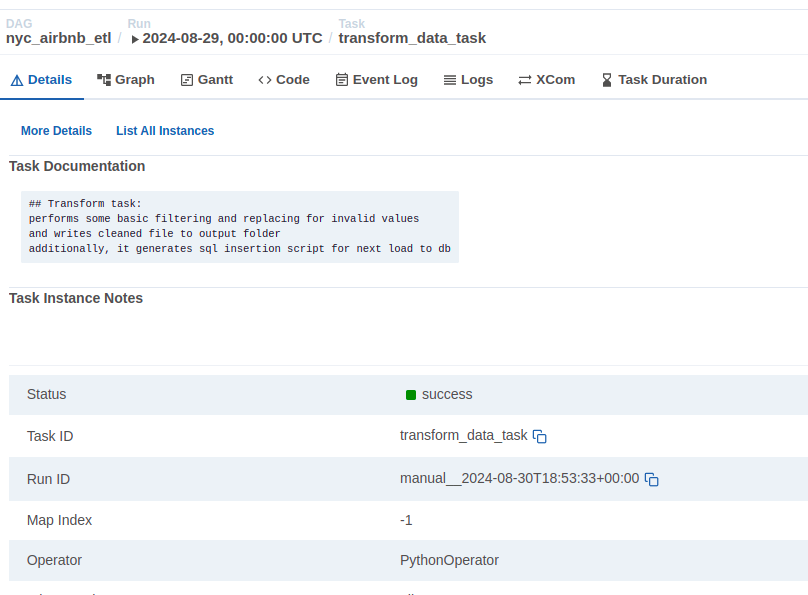 DAG
nyc_airbnb_etl
/
Run
2024-08-29, 00:00:00 UTC
/
Task
transform_data_task
Details
Graph
Gantt
Code
Event Log
Logs
XCom
Task Duration
More Details
List All Instances
Task Documentation
## Transform task:
performs some basic filtering and replacing for invalid values
and writes cleaned file to output folder
additionally, it generates sql insertion script for next load to db
Task Instance Notes
Status
success
Task ID
transform_data_task
Run ID
manual__2024-08-30T18:53:33+00:00
Map Index
-1
Operator
PythonOperator